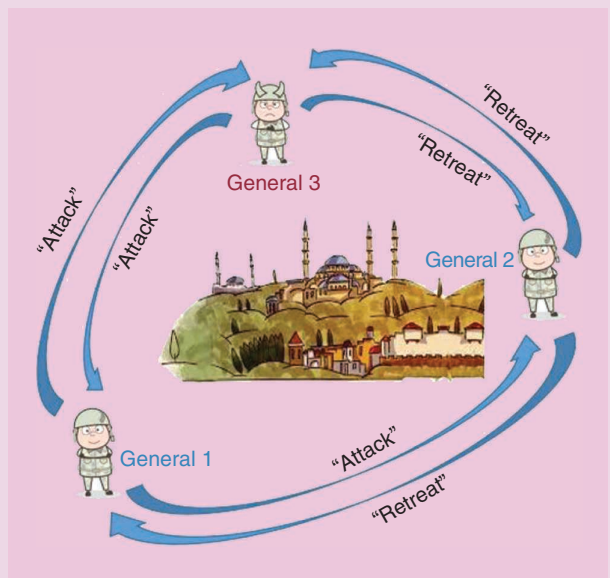 “Retreat”
“Retreat”
General 3
“Attack”
“Attack”
General 2
General 1
“Attack”
“Retreat”